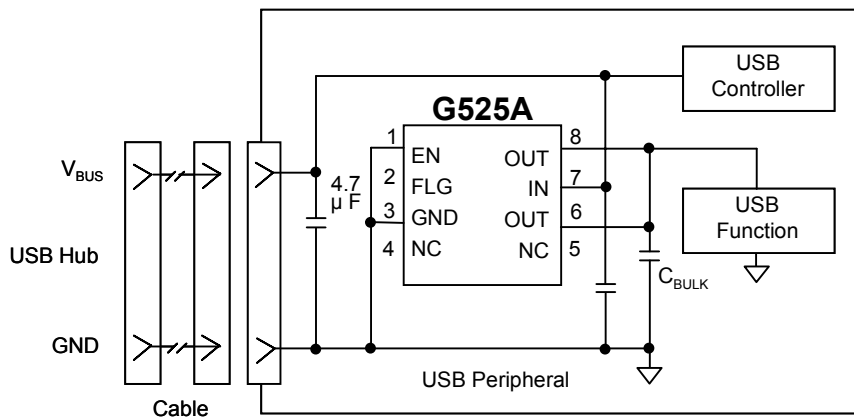 USB
Controller
G525A
1
EN
OUT
8
2
FLG
IN
7
3
GND
OUT
6
4
NC
NC
5
V_BUS
4.7
µ F
USB Hub
USB
Function
C_BULK
GND
USB Peripheral
Cable